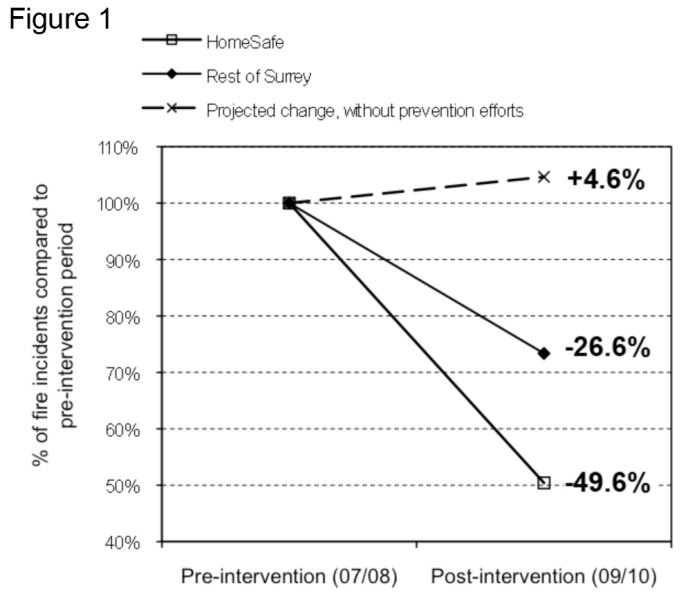 Figure 1
HomeSafe
Rest of Surrey
Projected change, without prevention efforts
% of fire incidents compared to
pre-intervention period
110%
100%
90%
80%
70%
60%
50%
40%
+4.6%
-26.6%
-49.6%
Pre-intervention (07/08)
Post-intervention (09/10)